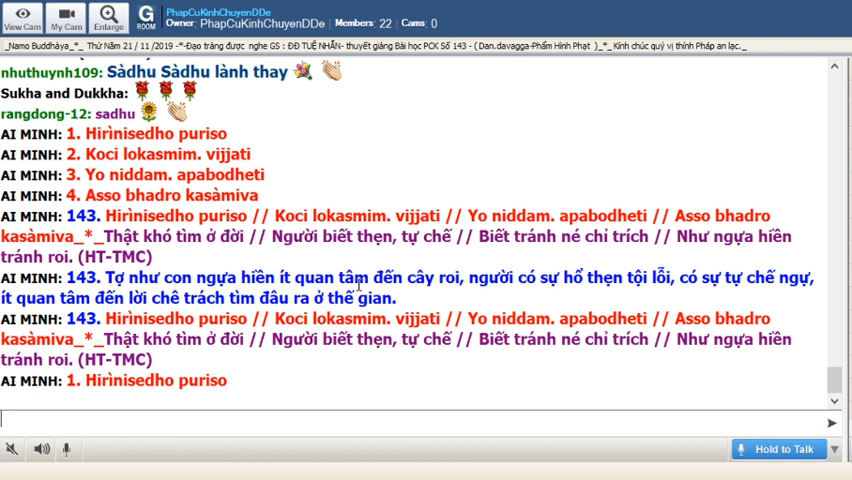 View Cam
My Cam
Enlarge
G
ROOM
PhapCuKinhChuyenDDe
Owner: PhapCuKinhChuyenDDe Members: 22 Cams: 0
_Namo Buddhàya_*_ Thứ Năm 21 / 11 /2019 -*-Đạo tràng được nghe GS : ĐĐ TUỆ NHẪN- thuyết giảng Bài học PCK Số 143 - ( Dan.davagga-Phẩm Hình Phạt )_*_Kính chúc quý vị thính Pháp an lạc._
nhuthuynh109: Sàdhu Sàdhu lành thay
Sukha and Dukkha:
rangdong-12: sadhu
AI MINH: 1. Hirìnisedho puriso
AI MINH: 2. Koci lokasmim. vijjati
AI MINH: 3. Yo niddam. apabodheti
AI MINH: 4. Asso bhadro kasàmiva
AI MINH: 143. Hirìnisedho puriso // Koci lokasmim. vijjati // Yo niddam. apabodheti // Asso bhadro
kasàmiva_*_Thật khó tìm ở đời // Người biết thẹn, tự chế // Biết tránh né chỉ trích // Như ngựa hiền
tránh roi. (HT-TMC)
AI MINH: 143. Tợ như con ngựa hiền ít quan tâm đến cây roi, người có sự hổ thẹn tội lỗi, có sự tự chế ngự,
ít quan tâm đến lời chê trách tìm đâu ra ở thế gian.
AI MINH: 143. Hirìnisedho puriso // Koci lokasmim. vijjati // Yo niddam. apabodheti // Asso bhadro
kasàmiva_*_Thật khó tìm ở đời // Người biết thẹn, tự chế // Biết tránh né chỉ trích // Như ngựa hiền
tránh roi. (HT-TMC)
AI MINH: 1. Hirìnisedho puriso
Hold to Talk